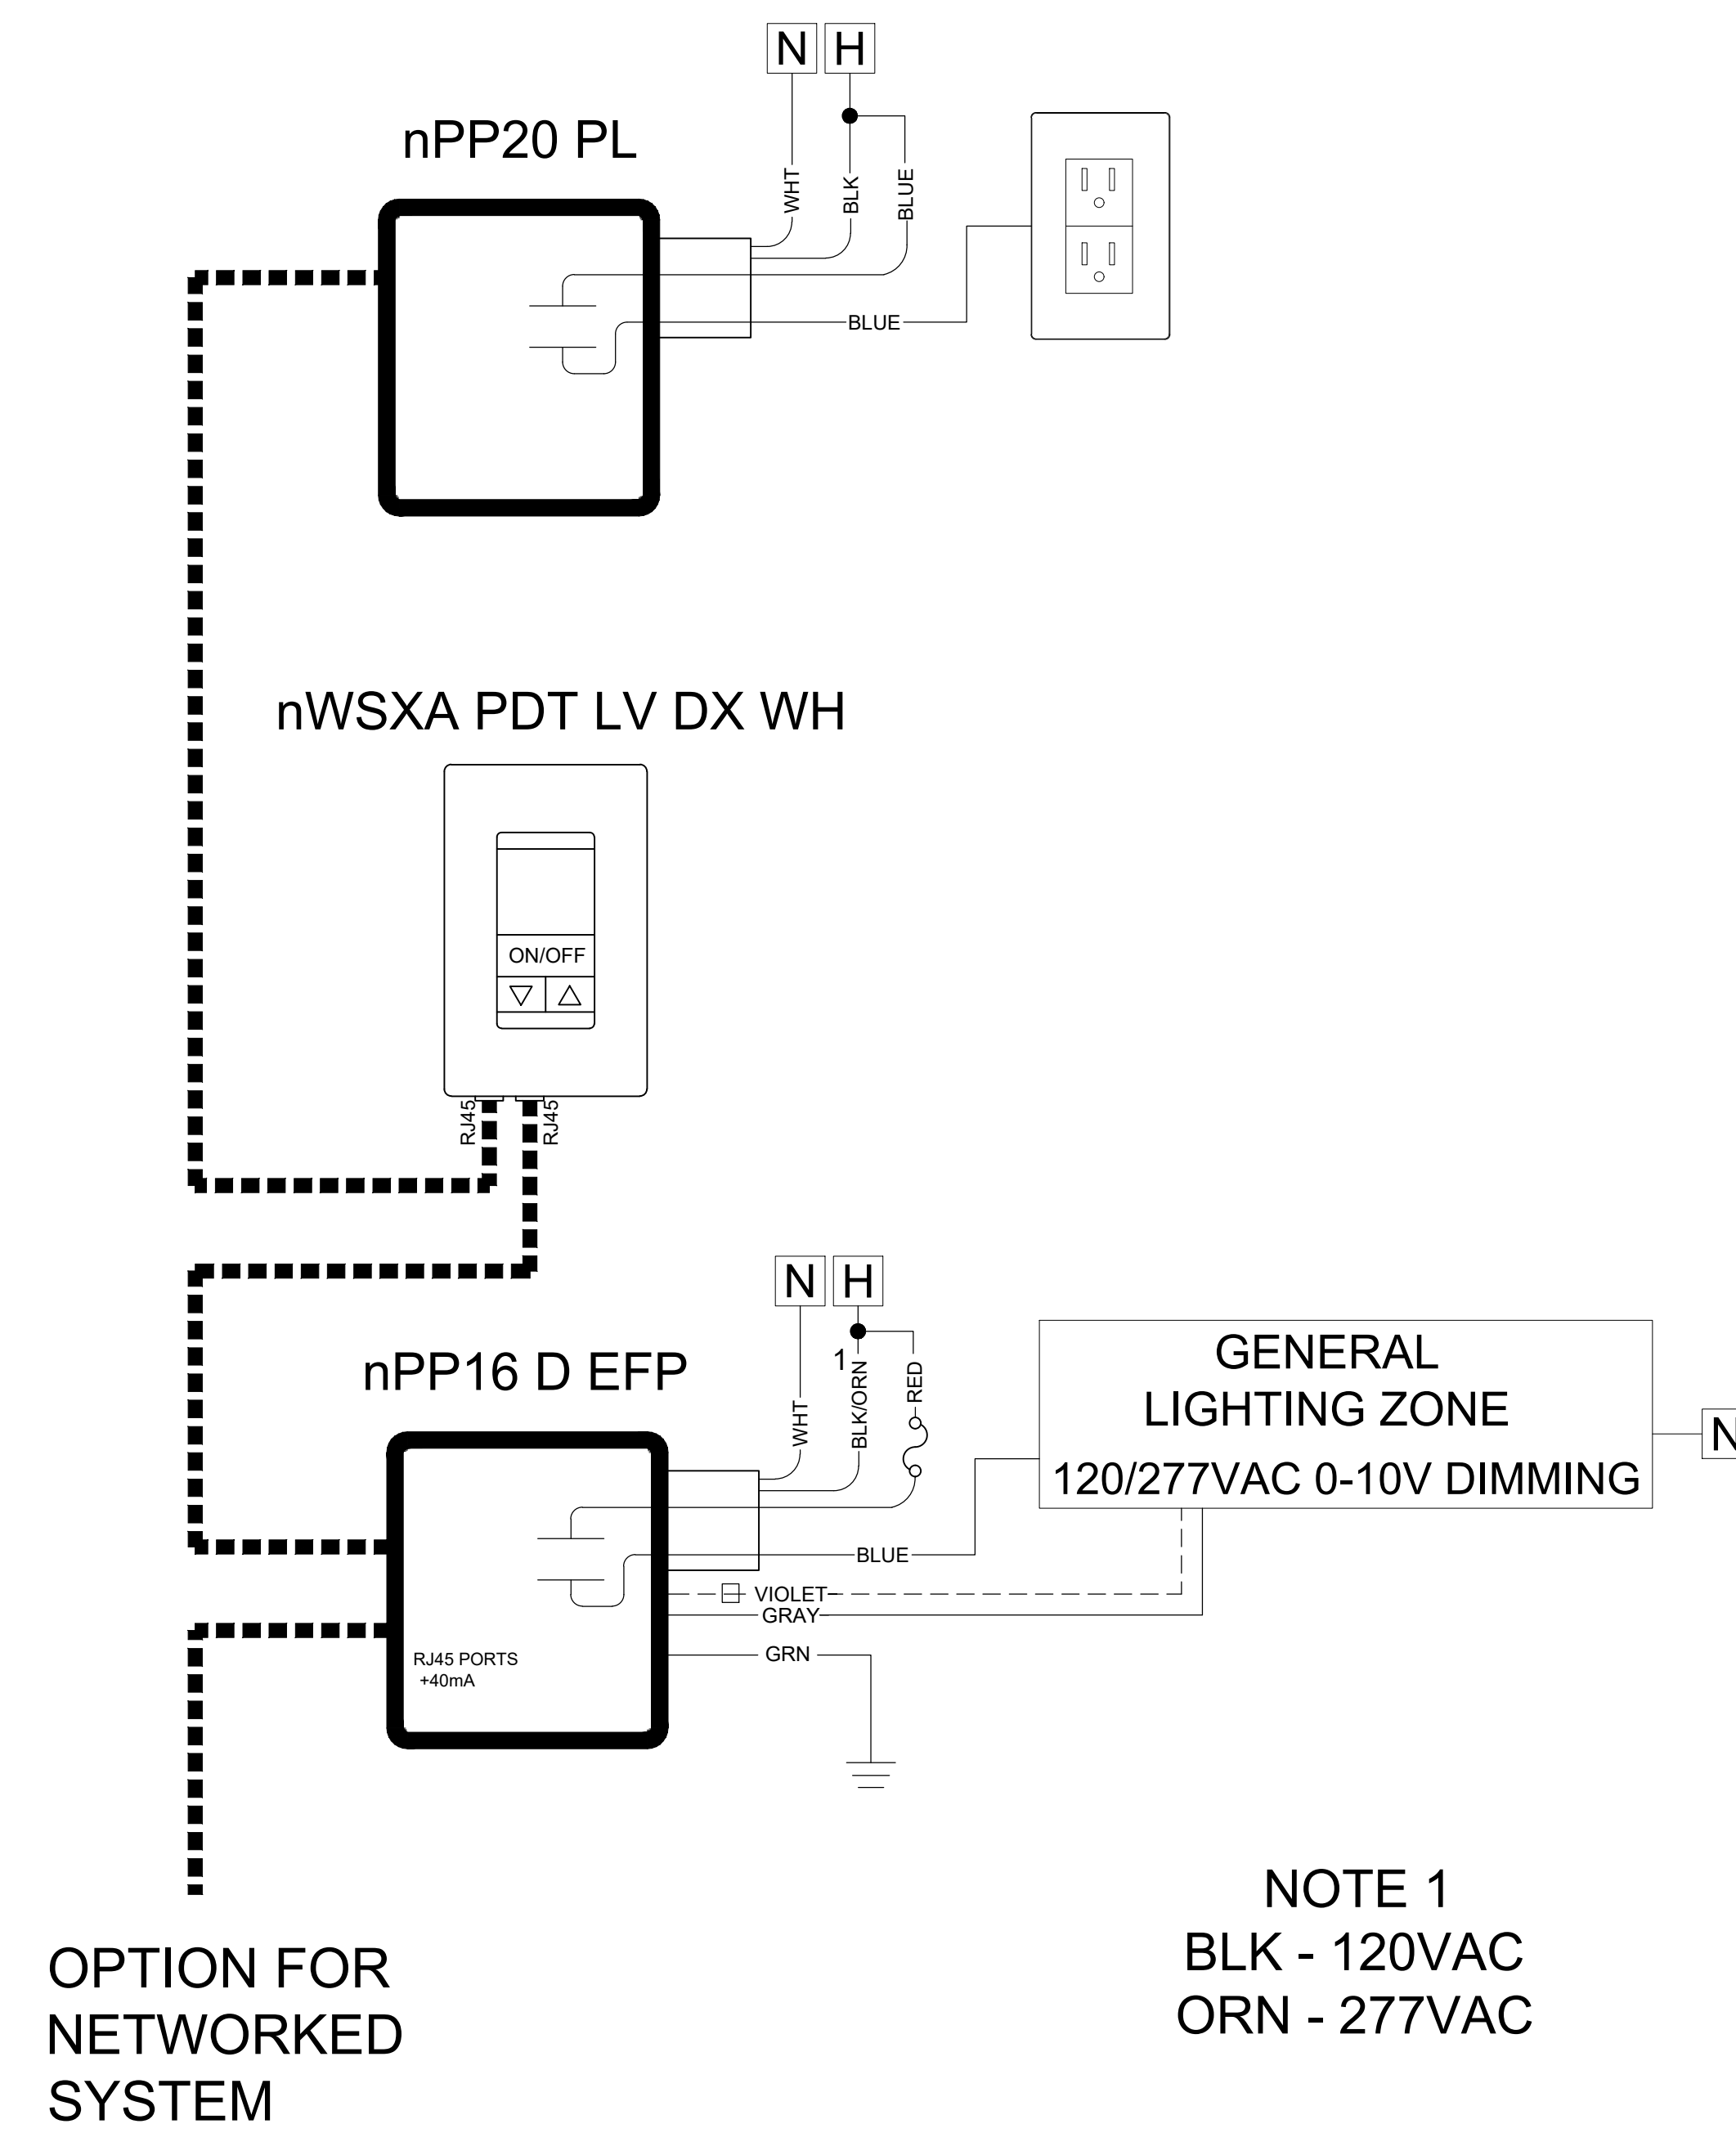 N H
nPP20 PL
WHT
BLK
BLUE
BLUE
nWSXA PDT LV DX WH
ON/OFF
RJ45
RJ45
N H
nPP16 D EFP
1
WHT
BLK/ORN
RED
GENERAL
LIGHTING ZONE
120/277VAC 0-10V DIMMING
N
BLUE
VIOLET
GRAY
GRN
RJ45 PORTS
+40mA
NOTE 1
BLK - 120VAC
ORN - 277VAC
OPTION FOR
NETWORKED
SYSTEM